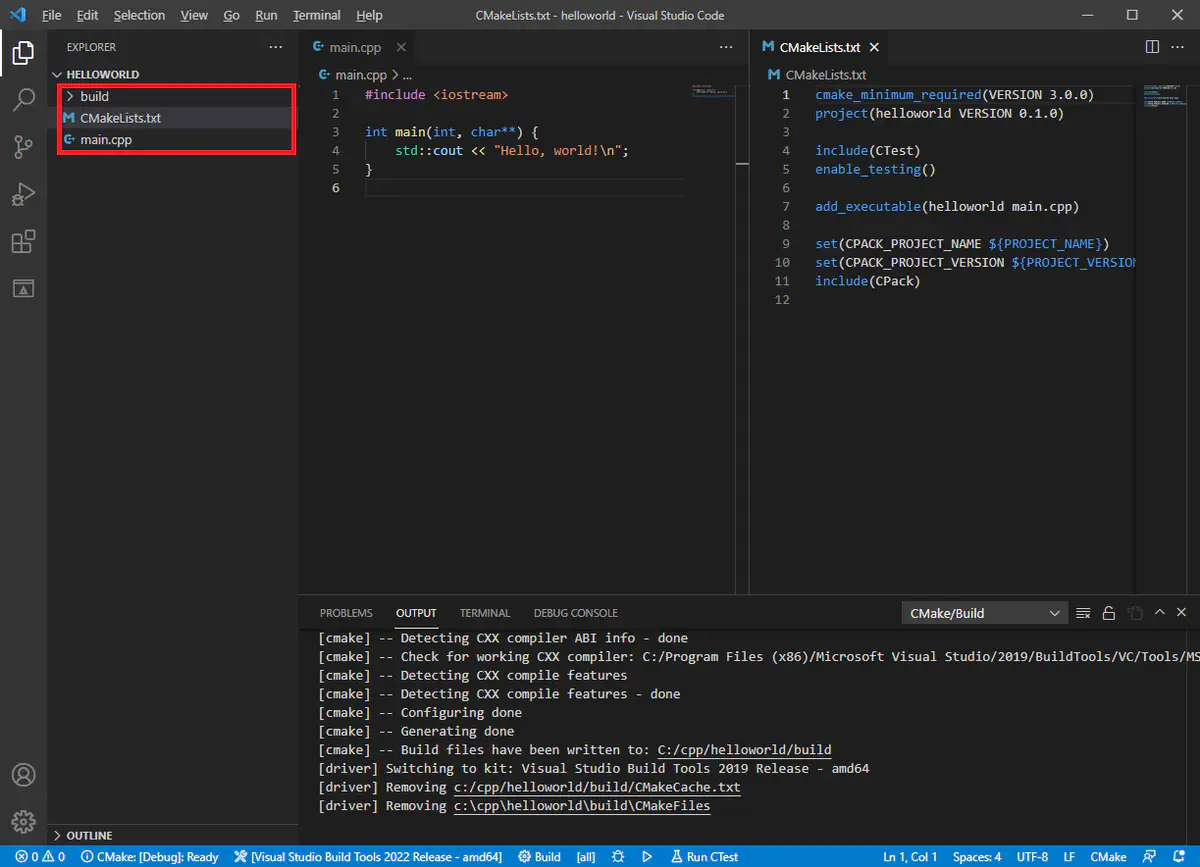 File Edit Selection View Go Run Terminal Help
CMakeLists.txt - helloworld - Visual Studio Code
EXPLORER
HELLOWORLD
build
CMakeLists.txt
main.cpp
OUTLINE
main.cpp
main.cpp > ...
1 #include <iostream>
2
3 int main(int, char**) {
4     std::cout << "Hello, world!\n";
5 }
6
CMakeLists.txt
CMakeLists.txt
1 cmake_minimum_required(VERSION 3.0.0)
2 project(helloworld VERSION 0.1.0)
3
4 include(CTest)
5 enable_testing()
6
7 add_executable(helloworld main.cpp)
8
9 set(CPACK_PROJECT_NAME ${PROJECT_NAME})
10 set(CPACK_PROJECT_VERSION ${PROJECT_VERSION
11 include(CPack)
12
PROBLEMS OUTPUT TERMINAL DEBUG CONSOLE
CMake/Build
[cmake] -- Detecting CXX compiler ABI info - done
[cmake] -- Check for working CXX compiler: C:/Program Files (x86)/Microsoft Visual Studio/2019/BuildTools/VC/Tools/MS
[cmake] -- Detecting CXX compile features
[cmake] -- Detecting CXX compile features - done
[cmake] -- Configuring done
[cmake] -- Generating done
[cmake] -- Build files have been written to: C:/cpp/helloworld/build
[driver] Switching to kit: Visual Studio Build Tools 2019 Release - amd64
[driver] Removing c:/cpp/helloworld/build/CMakeCache.txt
[driver] Removing c:\cpp\helloworld\build\CMakeFiles
0 0 CMake: [Debug]: Ready [Visual Studio Build Tools 2022 Release - amd64] Build [all] Run CTest Ln 1, Col 1 Spaces: 4 UTF-8 LF CMake